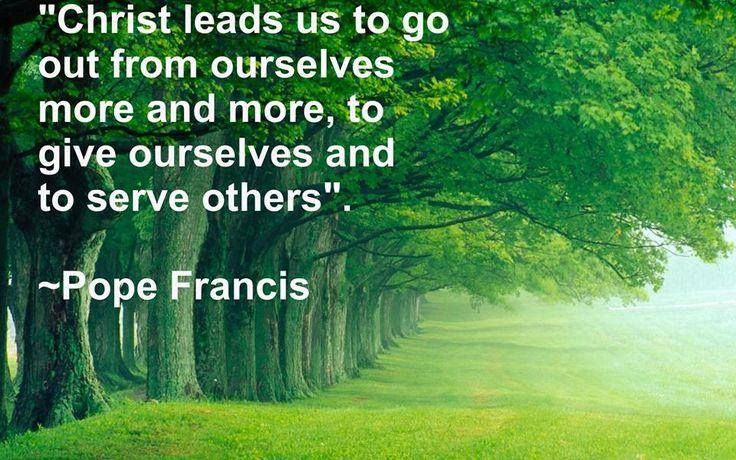 "Christ leads us to go
out from ourselves
more and more, to
give ourselves and
to serve others".
~Pope Francis